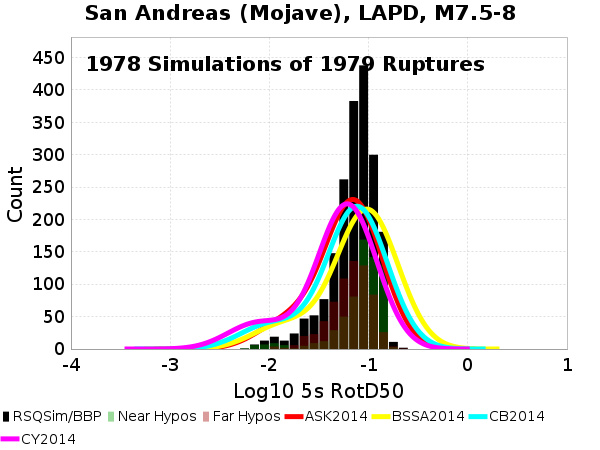 San Andreas (Mojave), LAPD, M7.5-8
1978 Simulations of 1979 Ruptures
Count
450
400
350
300
250
200
150
100
50
0
-4 -3 -2 -1 0 1
Log10 5s RotD50
RSQSim/BBP Near Hypos Far Hypos ASK2014 BSSA2014 CB2014
CY2014